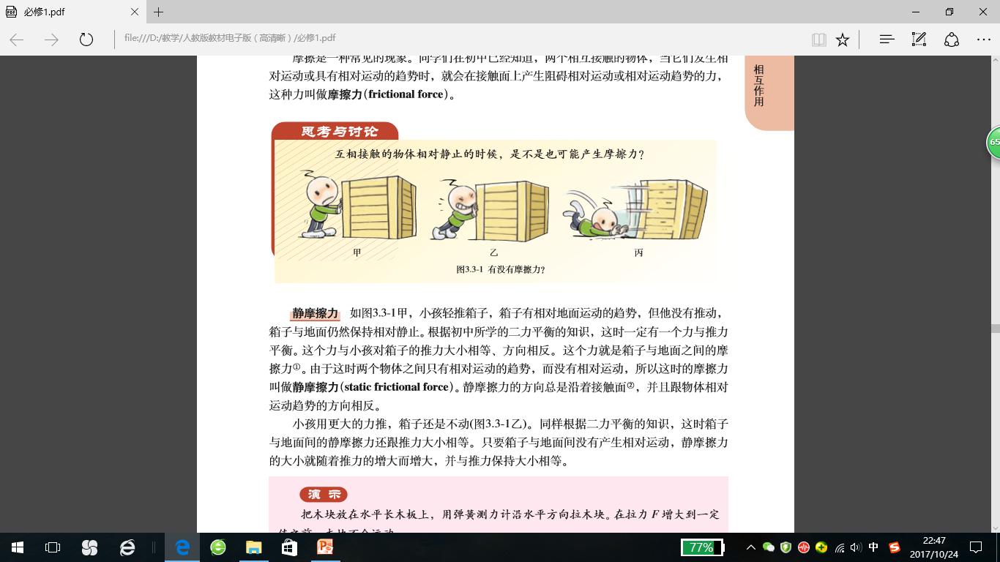 必修1.pdf
file:///D:/教学/人教版教材电子版（高清晰）/必修1.pdf
摩擦是一种常见的现象。同学们在初中已经知道，两个相互接触的物体，当它们发生相
对运动或具有相对运动的趋势时，就会在接触面上产生阻碍相对运动或相对运动趋势的力，
这种力叫做摩擦力(frictional force)。
相互作用
思考与讨论
互相接触的物体相对静止的时候，是不是也可能产生摩擦力？
甲 乙 丙
图3.3-1 有没有摩擦力？
静摩擦力 如图3.3-1甲，小孩轻推箱子，箱子有相对地面运动的趋势，但他没有推动，
箱子与地面仍然保持相对静止。根据初中所学的二力平衡的知识，这时一定有一个力与推力
平衡。这个力与小孩对箱子的推力大小相等、方向相反。这个力就是箱子与地面之间的摩
擦力①。由于这时两个物体之间只有相对运动的趋势，而没有相对运动，所以这时的摩擦力
叫做静摩擦力(static frictional force)。静摩擦力的方向总是沿着接触面②，并且跟物体相对
运动趋势的方向相反。
小孩用更大的力推，箱子还是不动(图3.3-1乙)。同样根据二力平衡的知识，这时箱子
与地面间的静摩擦力还跟推力大小相等。只要箱子与地面间没有产生相对运动，静摩擦力
的大小就随着推力的增大而增大，并与推力保持大小相等。
演示
把木块放在水平长木板上，用弹簧测力计沿水平方向拉木块。在拉力 F 增大到一定
65
77%
中
22:47
2017/10/24